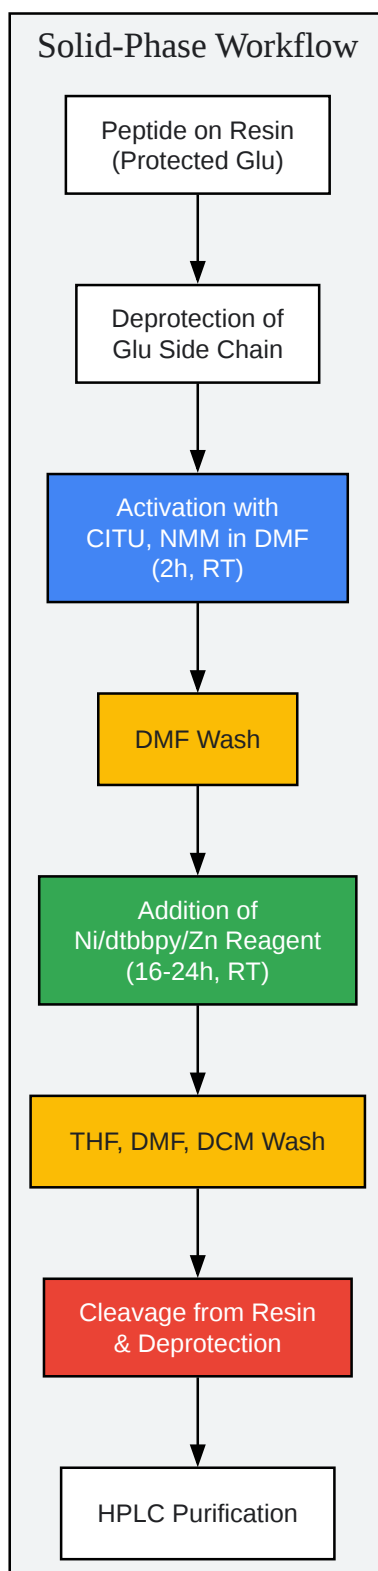 Solid-Phase Workflow
Peptide on Resin
(Protected Glu)
Deprotection of
Glu Side Chain
Activation with
CITU, NMM in DMF
(2h, RT)
DMF Wash
Addition of
Ni/dtbbpy/Zn Reagent
(16-24h, RT)
THF, DMF, DCM Wash
Cleavage from Resin
& Deprotection
HPLC Purification